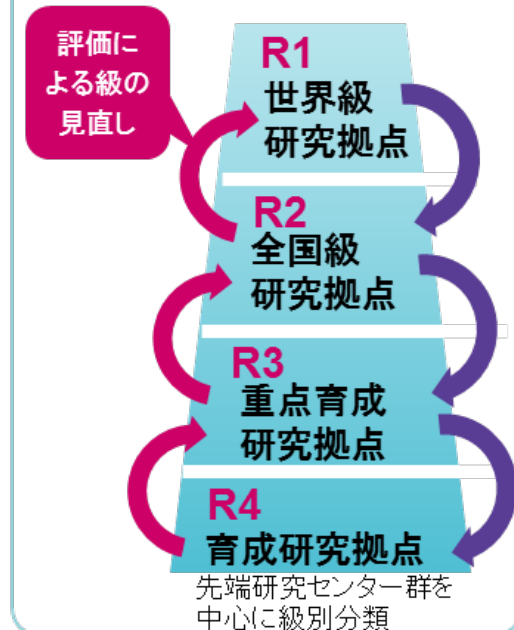 評価に
よる級の
見直し
R1
世界級
研究拠点
R2
全国級
研究拠点
R3
重点育成
研究拠点
R4
育成研究拠点
先端研究センター群を
中心に級別分類